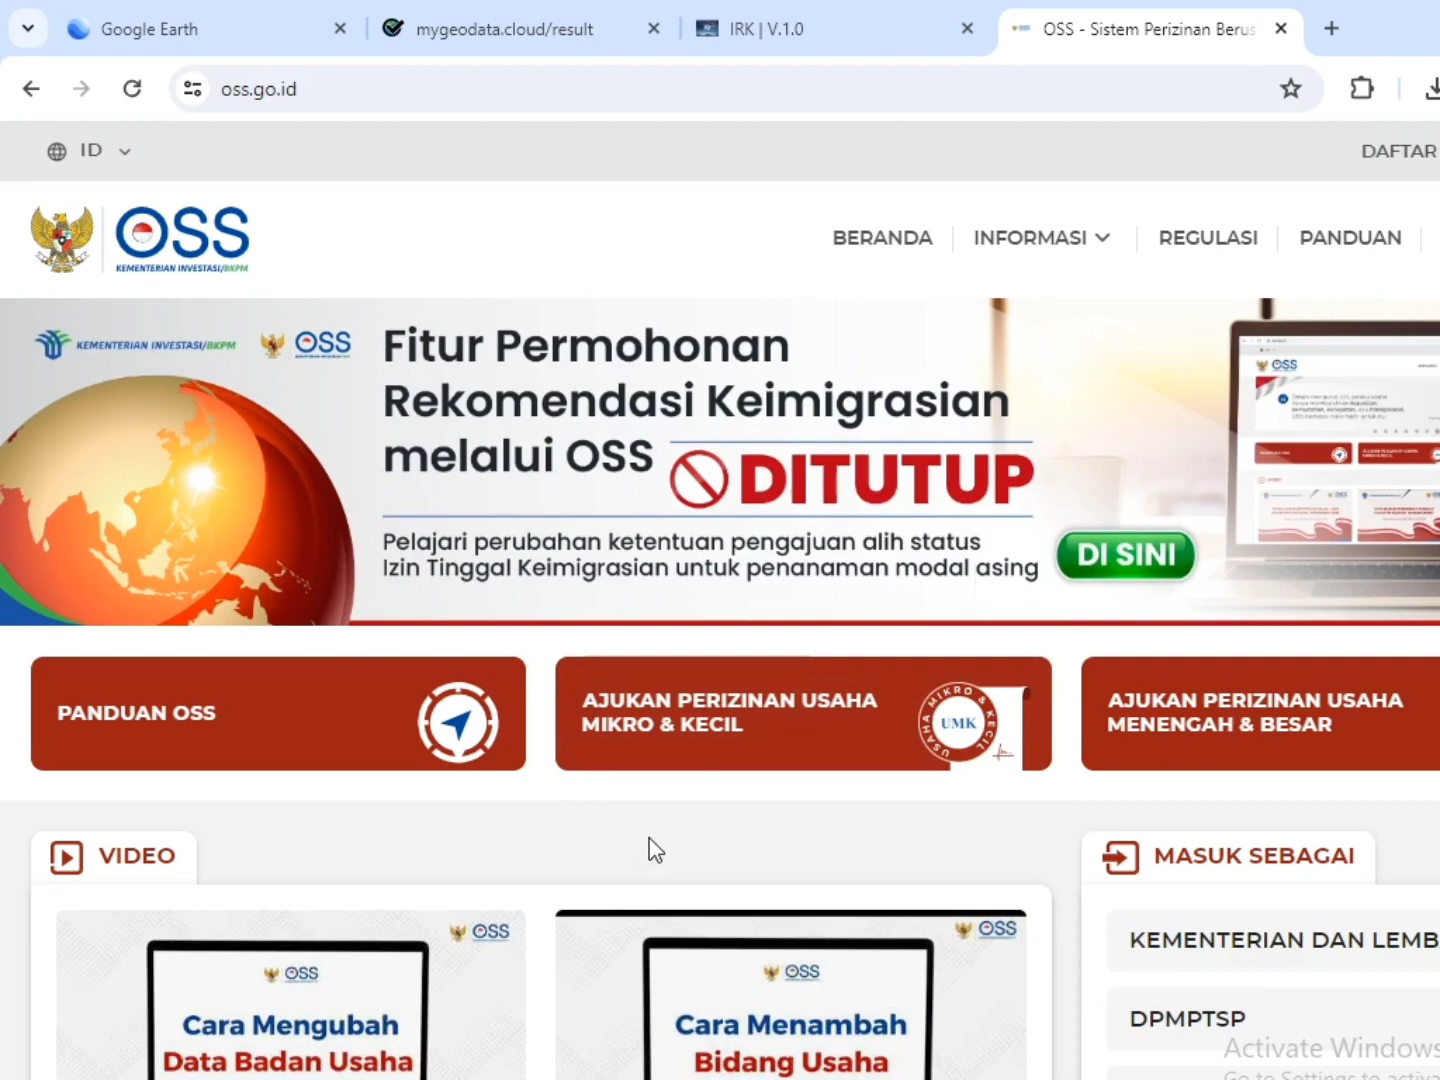 Google Earth
mygeodata.cloud/result
IRK | V.1.0
OSS - Sistem Perizinan Berus
oss.go.id
ID
DAFTAR
OSS
KEMENTERIAN INVESTASI/BKPM
BERANDA
INFORMASI
REGULASI
PANDUAN
KEMENTERIAN INVESTASI/BKPM
OSS
Fitur Permohonan
Rekomendasi Keimigrasian
melalui OSS
DITUTUP
Pelajari perubahan ketentuan pengajuan alih status
Izin Tinggal Keimigrasian untuk penanaman modal asing
DI SINI
OSS
PANDUAN OSS
AJUKAN PERIZINAN USAHA
MIKRO & KECIL
USAHA MIKRO & KECIL
UMK
AJUKAN PERIZINAN USAHA
MENENGAH & BESAR
VIDEO
MASUK SEBAGAI
OSS
OSS
Cara Mengubah
Data Badan Usaha
OSS
OSS
Cara Menambah
Bidang Usaha
KEMENTERIAN DAN LEMB
DPMPTSP
Activate Windows
Go to Settings to activa